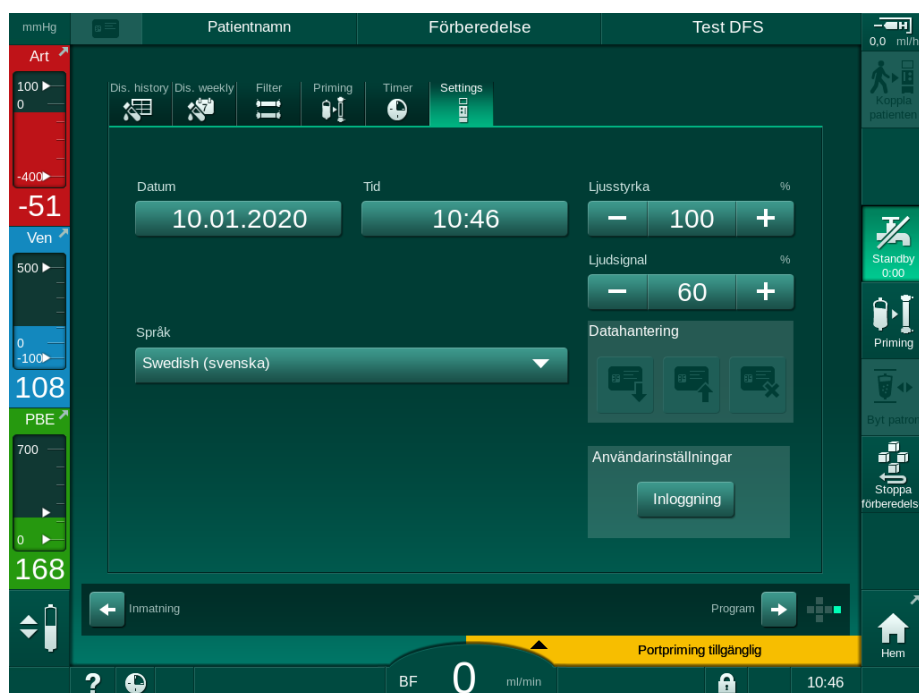 mmHg
Patientnamn
Förberedelse
Test DFS
0,0 ml/h
Art
100
0
-400
-51
Ven
500
0
-100
108
PBE
700
0
168
Dis. history
Dis. weekly
Filter
Priming
Timer
Settings
7
Datum
10.01.2020
Tid
10:46
Ljusstyrka %
− 100 +
Ljudsignal %
− 60 +
Språk
Swedish (svenska)
Datahantering
Användarinställningar
Inloggning
Inmatning
Program
Portpriming tillgänglig
? BF 0 ml/min 10:46
Koppla
patienten
Standby
0:00
Priming
Byt patron
Stoppa
förberedels
Hem